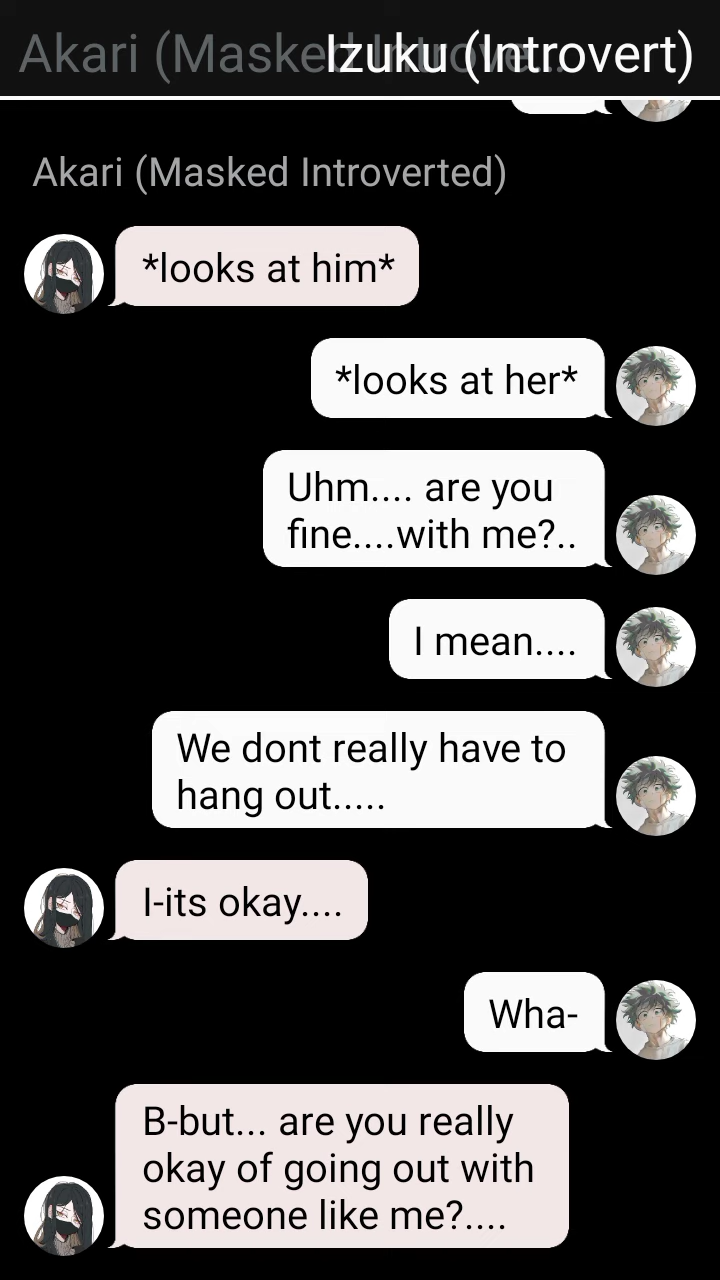 Akari (Masked
Izuku (Introvert)
Akari (Masked Introverted)
*looks at him*
*looks at her*
Uhm.... are you
fine....with me?..
I mean....
We dont really have to
hang out.....
I-its okay....
Wha-
B-but... are you really
okay of going out with
someone like me?....